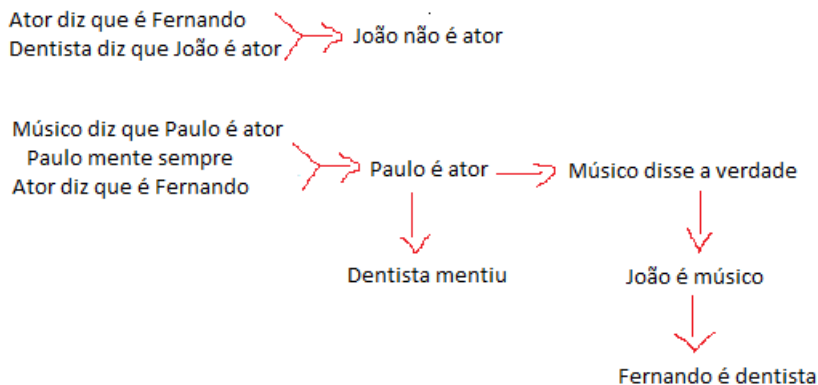 Ator diz que é Fernando
Dentista diz que João é ator
João não é ator
Músico diz que Paulo é ator
Paulo mente sempre
Ator diz que é Fernando
Paulo é ator
Músico disse a verdade
Dentista mentiu
João é músico
Fernando é dentista